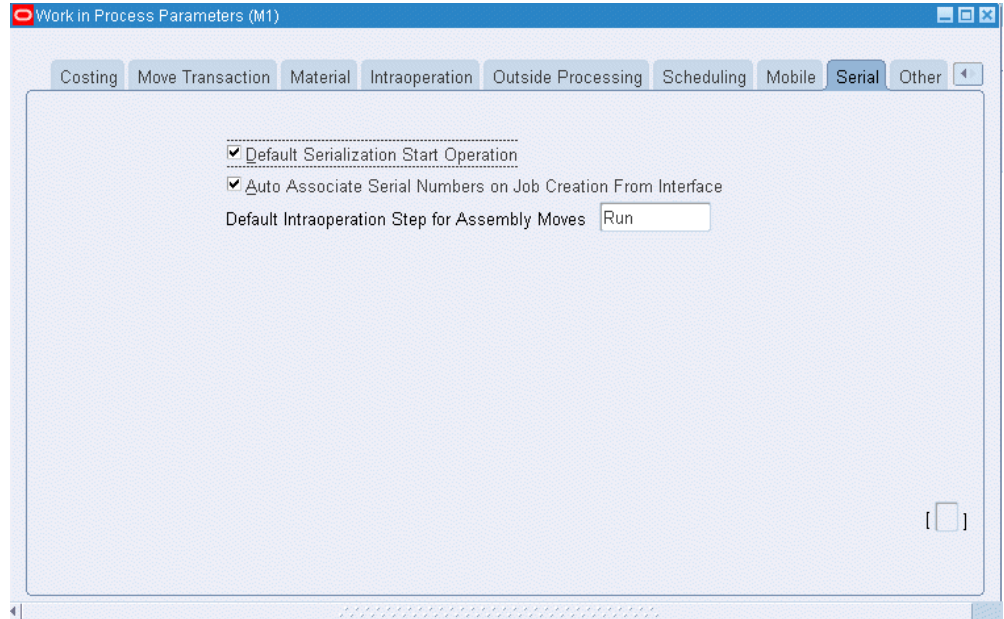 Work in Process Parameters (M1)
Costing Move Transaction Material Intraoperation Outside Processing Scheduling Mobile Serial Other
Default Serialization Start Operation
Auto Associate Serial Numbers on Job Creation From Interface
Default Intraoperation Step for Assembly Moves Run
[ ]